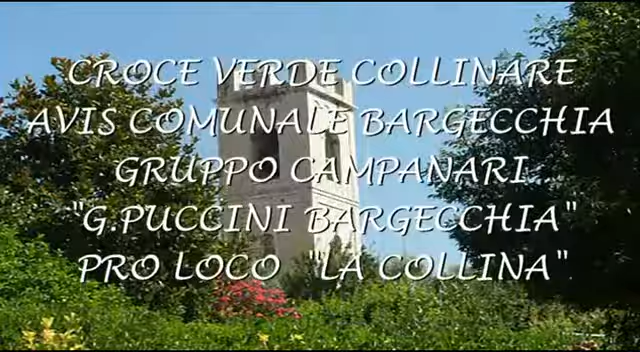 CROCE VERDE COLLINARE
AVIS COMUNALE BARGECCHIA
GRUPPO CAMPANARI
"G.PUCCINI BARGECCHIA"
PRO LOCO "LA COLLINA"